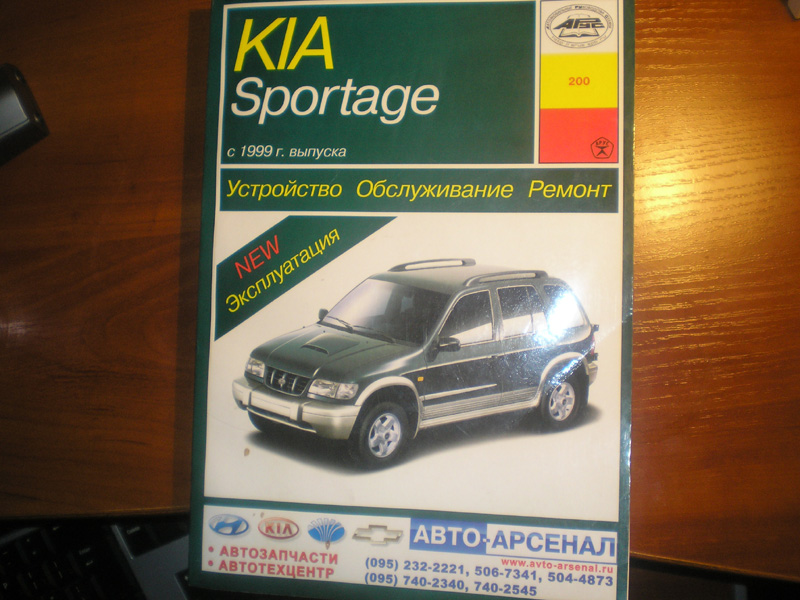 KIA
Sportage
с 1999 г. выпуска
200
Устройство Обслуживание Ремонт
NEW
Эксплуатация
KIA
АВТО-АРСЕНАЛ
www.avto-arsenal.ru
• АВТОЗАПЧАСТИ
• АВТОТЕХЦЕНТР
(095) 232-2221, 506-7341, 504-4873
(095) 740-2340, 740-2545